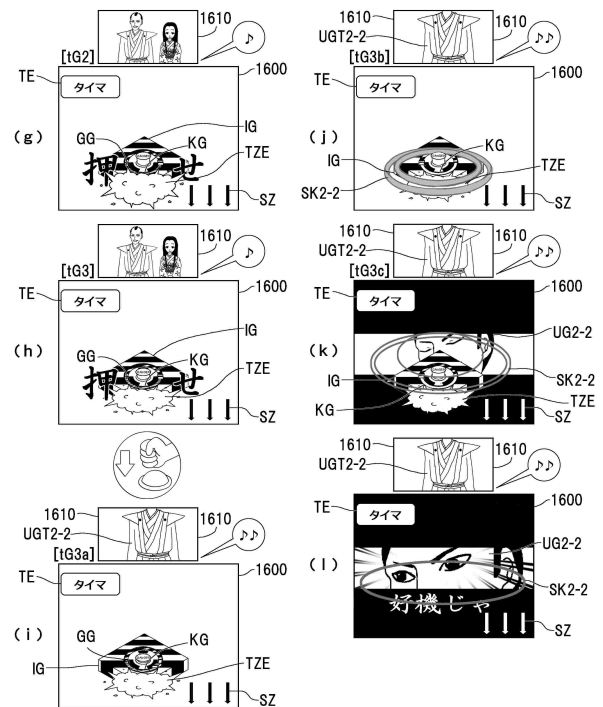 1610
[tG2]
♪
TE
タイマ
1600
(g)
GG
IG
KG
押せ
TZE
SZ
1610
[tG3]
♪
TE
タイマ
1600
(h)
GG
IG
KG
押せ
TZE
SZ
1610
1610
UGT2-2
[tG3a]
♪♪
TE
タイマ
1600
(i)
GG
KG
IG
TZE
SZ
1610
1610
UGT2-2
[tG3b]
♪♪
TE
タイマ
1600
(j)
KG
IG
TZE
SK2-2
SZ
1610
1610
UGT2-2
[tG3c]
♪♪
TE
タイマ
1600
(k)
UG2-2
IG
SK2-2
KG
TZE
SZ
1610
1610
UGT2-2
♪♪
TE
タイマ
1600
(l)
UG2-2
SK2-2
好機じゃ
SZ